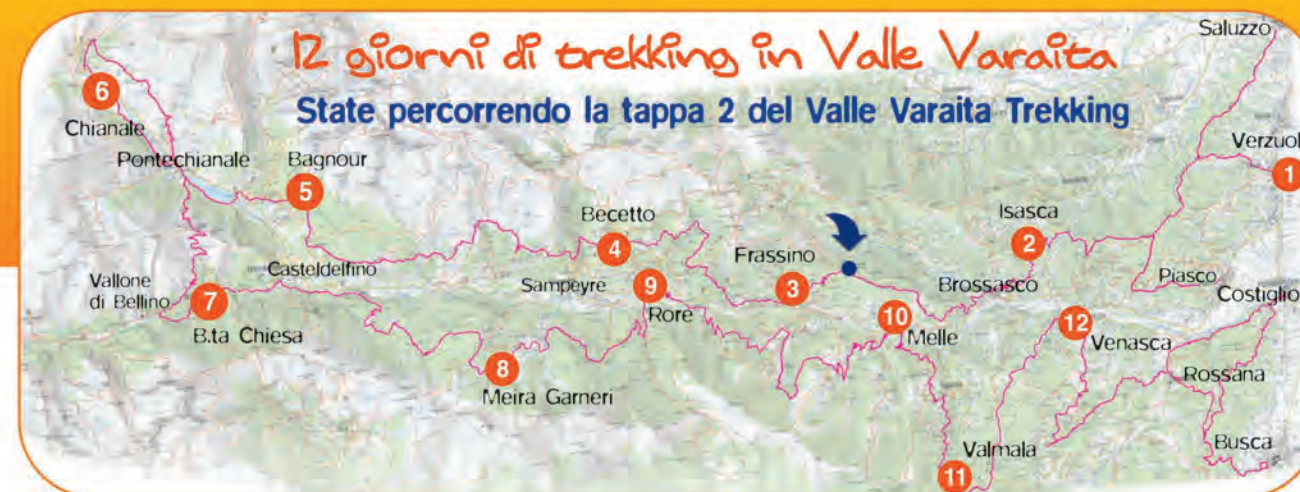 12 giorni di trekking in Valle Varaita
State percorrendo la tappa 2 del Valle Varaita Trekking
Saluzzo
6
Chianale
Verzuol
1
Pontechianale
Bagnour
5
Becetto
4
Isasca
2
Frassino
3
Vallone
di Bellino
7
Casteldelfino
Sampeyre
9
Rore
Brossasco
Piasco
Costiglio
10
Melle
12
Venasca
B.ta Chiesa
8
Meira Garneri
Rossana
Valmala
11
Busca